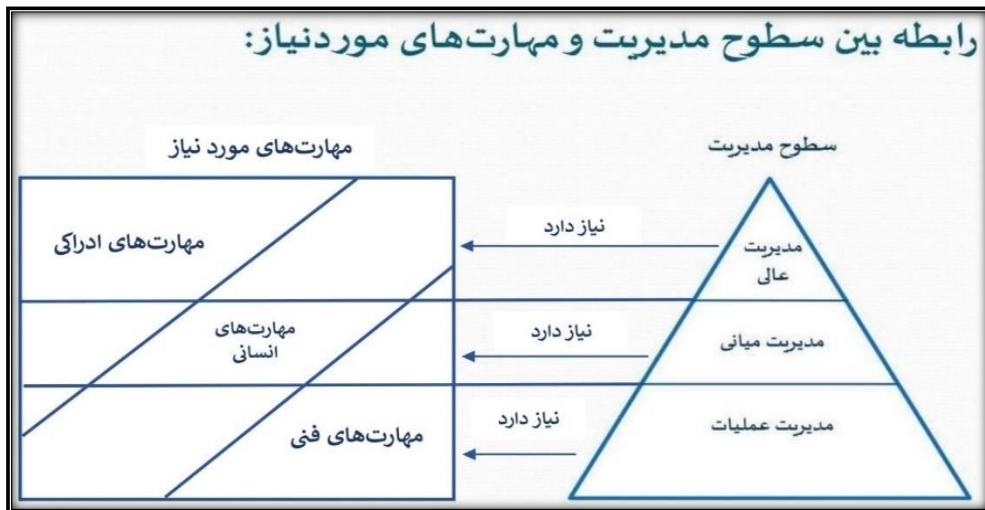 رابطه بین سطوح مدیریت و مهارت‌های موردنیاز:
سطوح مدیریت
مهارت‌های مورد نیاز
مدیریت
عالی
نیاز دارد
مهارت‌های ادراکی
مدیریت میانی
نیاز دارد
مهارت‌های
انسانی
مدیریت عملیات
نیاز دارد
مهارت‌های فنی